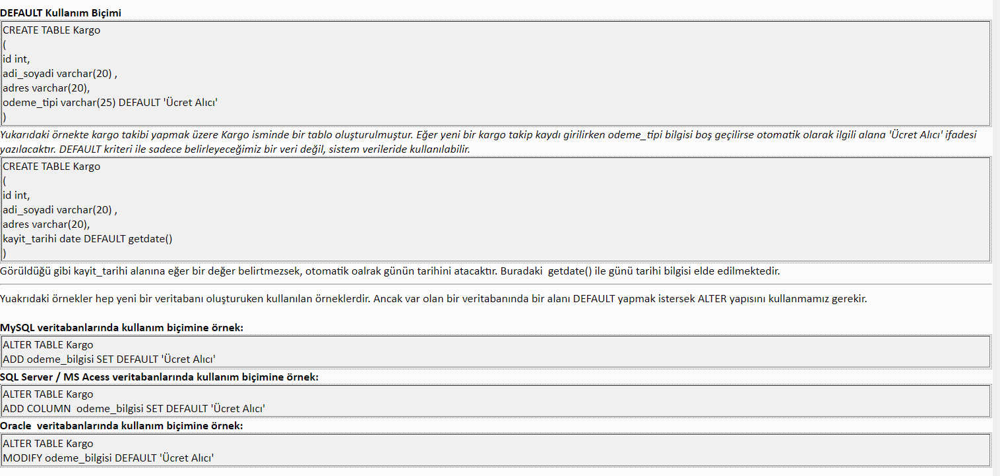 DEFAULT Kullanım Biçimi
CREATE TABLE Kargo
(
id int,
adi_soyadi varchar(20) ,
adres varchar(20),
odeme_tipi varchar(25) DEFAULT 'Ücret Alıcı'
)
Yukarıdaki örnekte kargo takibi yapmak üzere Kargo isminde bir tablo oluşturulmuştur. Eğer yeni bir kargo takip kaydı girilirken odeme_tipi bilgisi boş geçilirse otomatik olarak ilgili alana 'Ücret Alıcı' ifadesi
yazılacaktır. DEFAULT kriteri ile sadece belirleyeceğimiz bir veri değil, sistem verileride kullanılabilir.
CREATE TABLE Kargo
(
id int,
adi_soyadi varchar(20) ,
adres varchar(20),
kayit_tarihi date DEFAULT getdate()
)
Görüldüğü gibi kayit_tarihi alanına eğer bir değer belirtmezsek, otomatik oalrak günün tarihini atacaktır. Buradaki  getdate() ile günü tarihi bilgisi elde edilmektedir.
Yuakrıdaki örnekler hep yeni bir veritabanı oluşturuken kullanılan örneklerdir. Ancak var olan bir veritabanında bir alanı DEFAULT yapmak istersek ALTER yapısını kullanmamız gerekir.
MySQL veritabanlarında kullanım biçimine örnek:
ALTER TABLE Kargo
ADD odeme_bilgisi SET DEFAULT 'Ücret Alıcı'
SQL Server / MS Acess veritabanlarında kullanım biçimine örnek:
ALTER TABLE Kargo
ADD COLUMN  odeme_bilgisi SET DEFAULT 'Ücret Alıcı'
Oracle  veritabanlarında kullanım biçimine örnek:
ALTER TABLE Kargo
MODIFY odeme_bilgisi DEFAULT 'Ücret Alıcı'